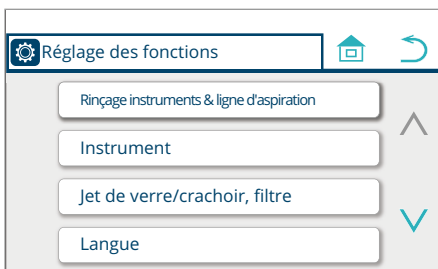 Réglage des fonctions
Rinçage instruments & ligne d'aspiration
Instrument
Jet de verre/crachoir, filtre
Langue